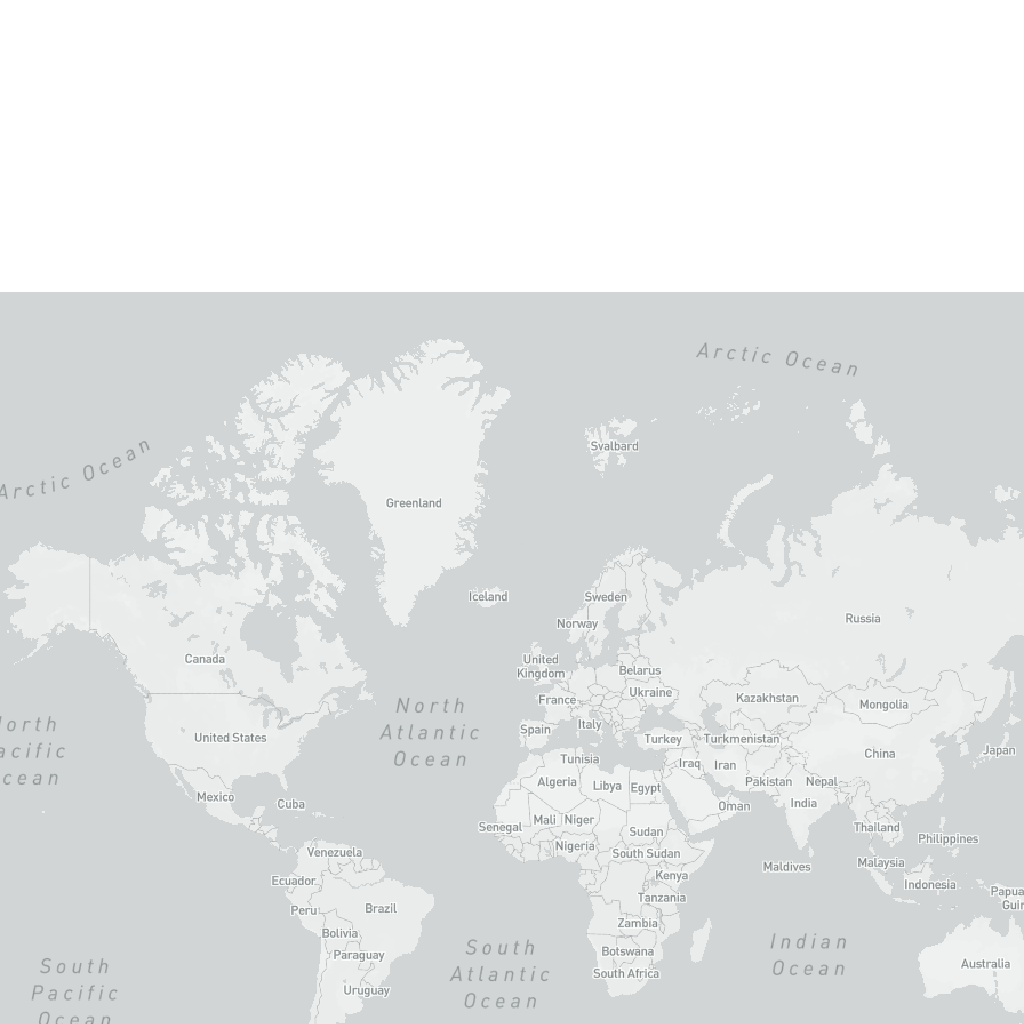 Arctic Ocean
Arctic Ocean
Svalbard
Greenland
Iceland
Sweden
Norway
Russia
Canada
United
Kingdom
Belarus
Ukraine
France
Kazakhstan
Mongolia
North
Atlantic
Ocean
Italy
Spain
United States
Turkey
Turkmenistan
China
Japan
Tunisia
Iraq
Iran
Algeria
Libya
Egypt
Pakistan
Nepal
Mexico
Cuba
Oman
India
Senegal
Mali
Niger
Sudan
Thailand
Philippines
Nigeria
South Sudan
Venezuela
Maldives
Malaysia
Kenya
Ecuador
Indonesia
Tanzania
Papua
Guin
Peru
Brazil
Zambia
Bolivia
Paraguay
Botswana
South Africa
Uruguay
Australia
South
Atlantic
Ocean
Indian
Ocean
South
Pacific
Ocean
orth
acific
cean